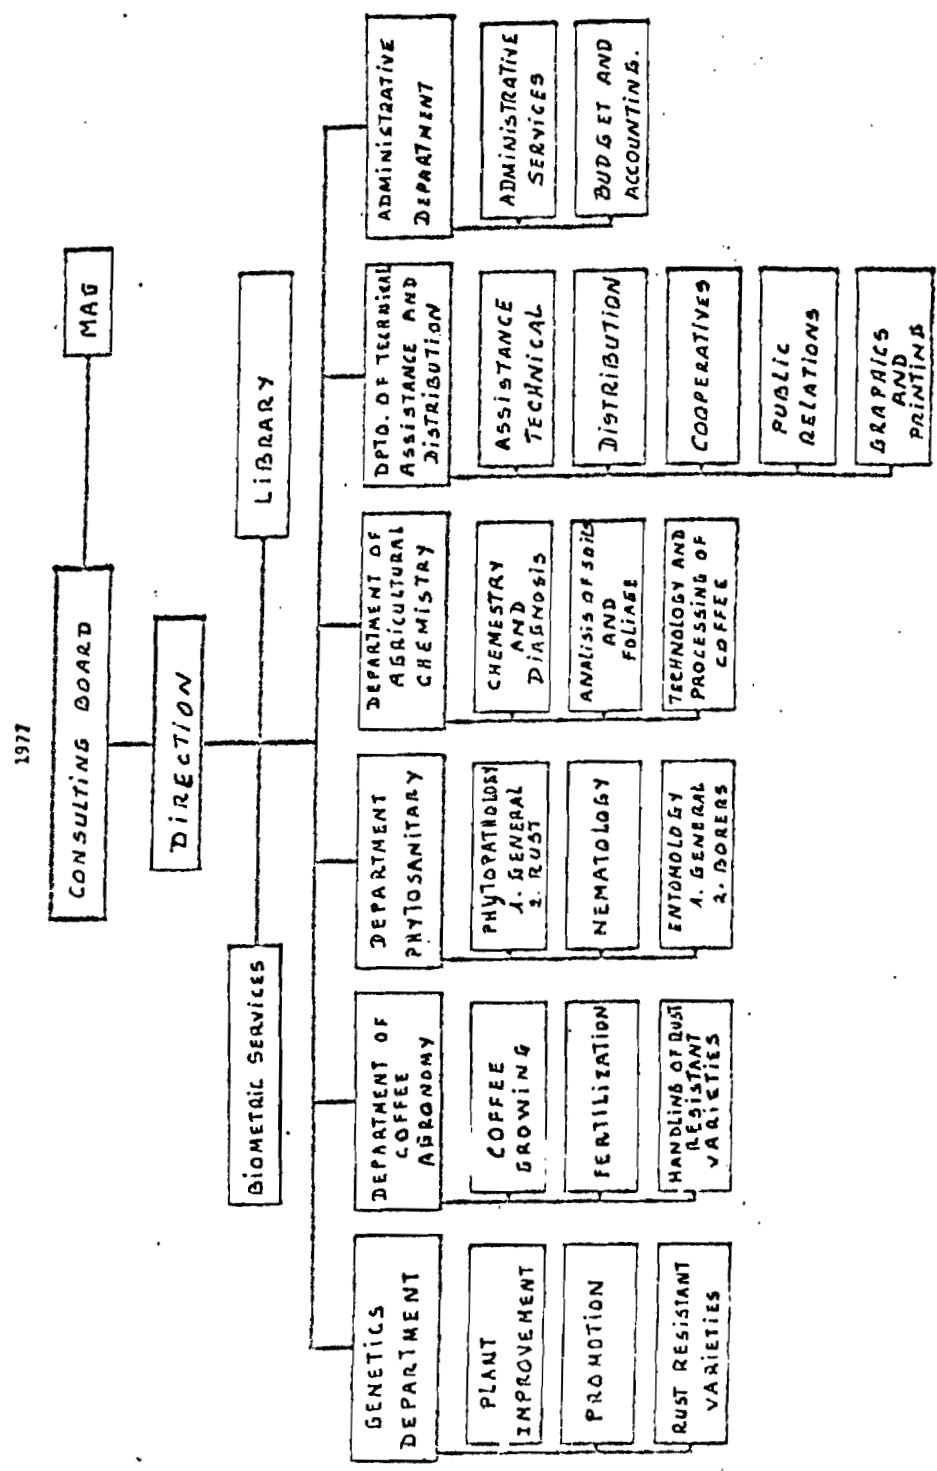 1977
CONSULTING BOARD
MAG
DIRECTION
BIOMETRIC SERVICES
LIBRARY
GENETICS
DEPARTMENT
PLANT
IMPROVEMENT
PROMOTION
RUST RESISTANT
VARIETIES
DEPARTMENT OF
COFFEE
AGRONOMY
COFFEE
GROWING
FERTILIZATION
HANDLING OF RUST
RESISTANT
VARIETIES
DEPARTMENT
PHYTOSANITARY
PHYTOPATHOLOGY
1. GENERAL
2. RUST
NEMATOLOGY
ENTOMOLOGY
1. GENERAL
2. BORERS
DEPARTMENT OF
AGRICULTURAL
CHEMISTRY
CHEMESTRY
AND
DIAGNOSIS
ANALISIS OF SOILS
AND
FOLIAGE
TECHNOLOGY AND
PROCESSING OF
COFFEE
DPTO. OF TECHNICAL
ASSISTANCE AND
DISTRIBUTION
ASSISTANCE
TECHNICAL
DISTRIBUTION
COOPERATIVES
PUBLIC
RELATIONS
GRAPHICS
AND
PRINTING
ADMINISTRATIVE
DEPARTMENT
ADMINISTRATIVE
SERVICES
BUDGET AND
ACCOUNTING.